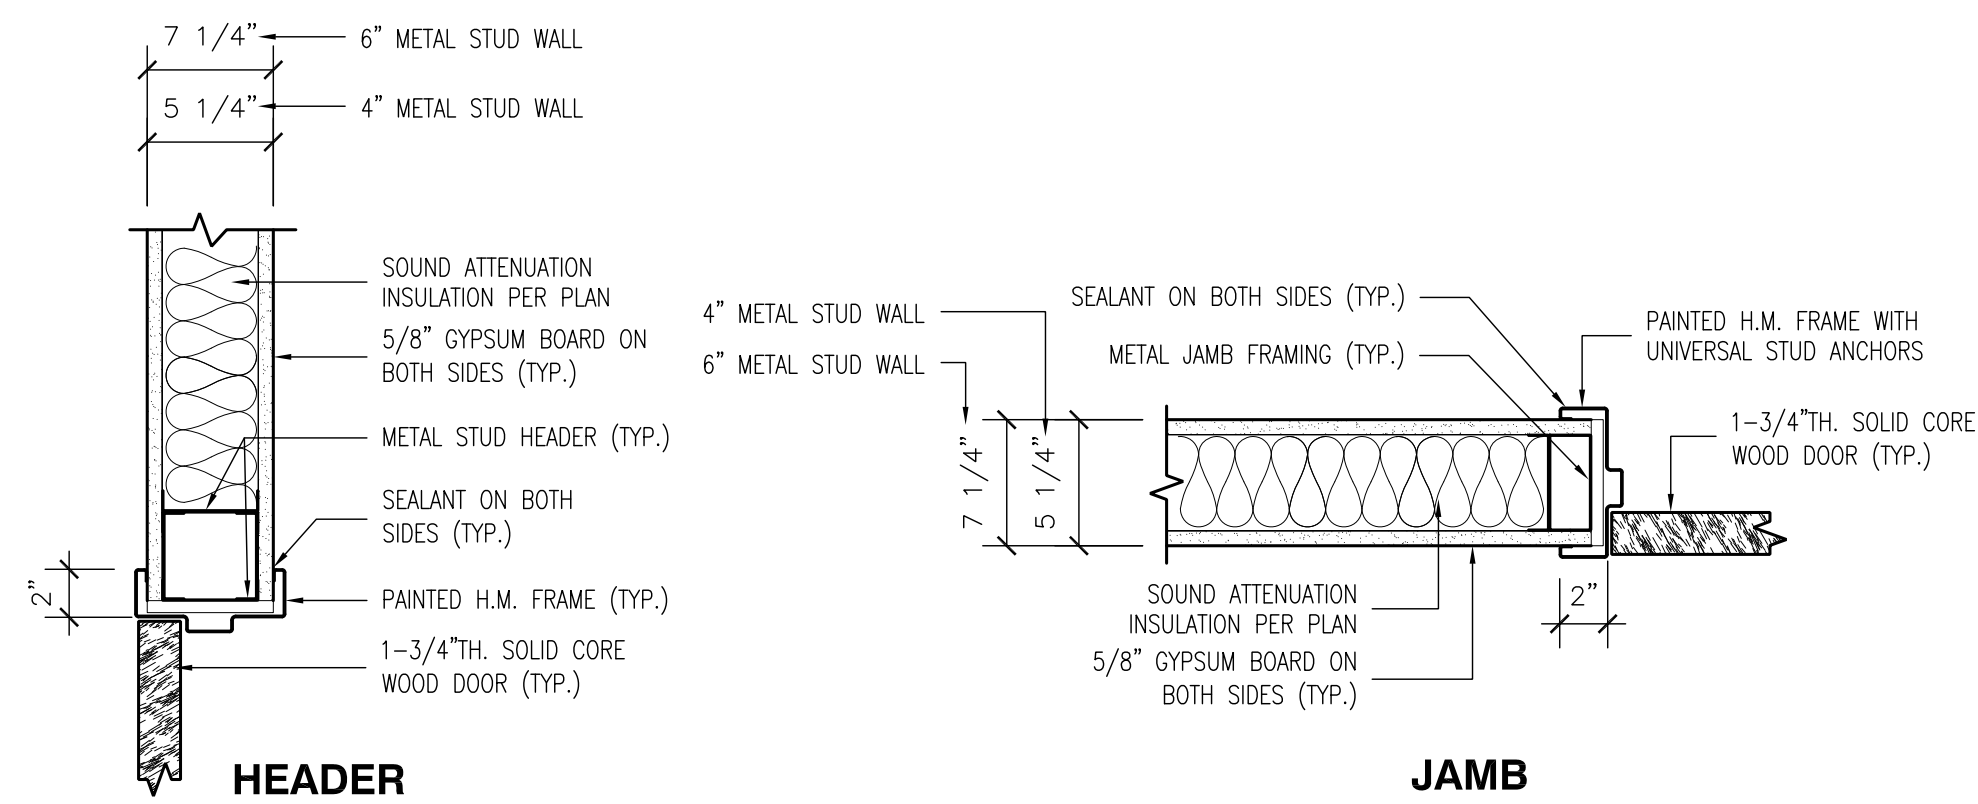 7 1/4”
6” METAL STUD WALL
5 1/4”
4” METAL STUD WALL
SOUND ATTENUATION
INSULATION PER PLAN
5/8” GYPSUM BOARD ON
BOTH SIDES (TYP.)
METAL STUD HEADER (TYP.)
SEALANT ON BOTH
SIDES (TYP.)
2”
PAINTED H.M. FRAME (TYP.)
1-3/4”TH. SOLID CORE
WOOD DOOR (TYP.)
HEADER
4” METAL STUD WALL
6” METAL STUD WALL
7 1/4”
5 1/4”
SEALANT ON BOTH SIDES (TYP.)
METAL JAMB FRAMING (TYP.)
PAINTED H.M. FRAME WITH
UNIVERSAL STUD ANCHORS
1-3/4”TH. SOLID CORE
WOOD DOOR (TYP.)
2”
SOUND ATTENUATION
INSULATION PER PLAN
5/8” GYPSUM BOARD ON
BOTH SIDES (TYP.)
JAMB